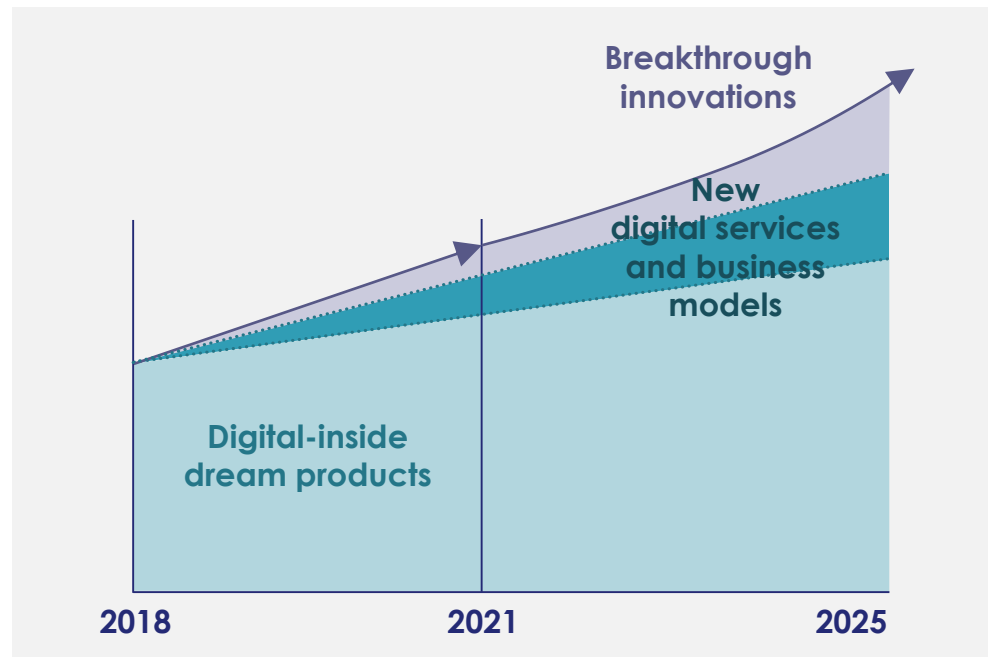 Breakthrough
innovations
New
digital services
and business
models
Digital-inside
dream products
2018
2021
2025